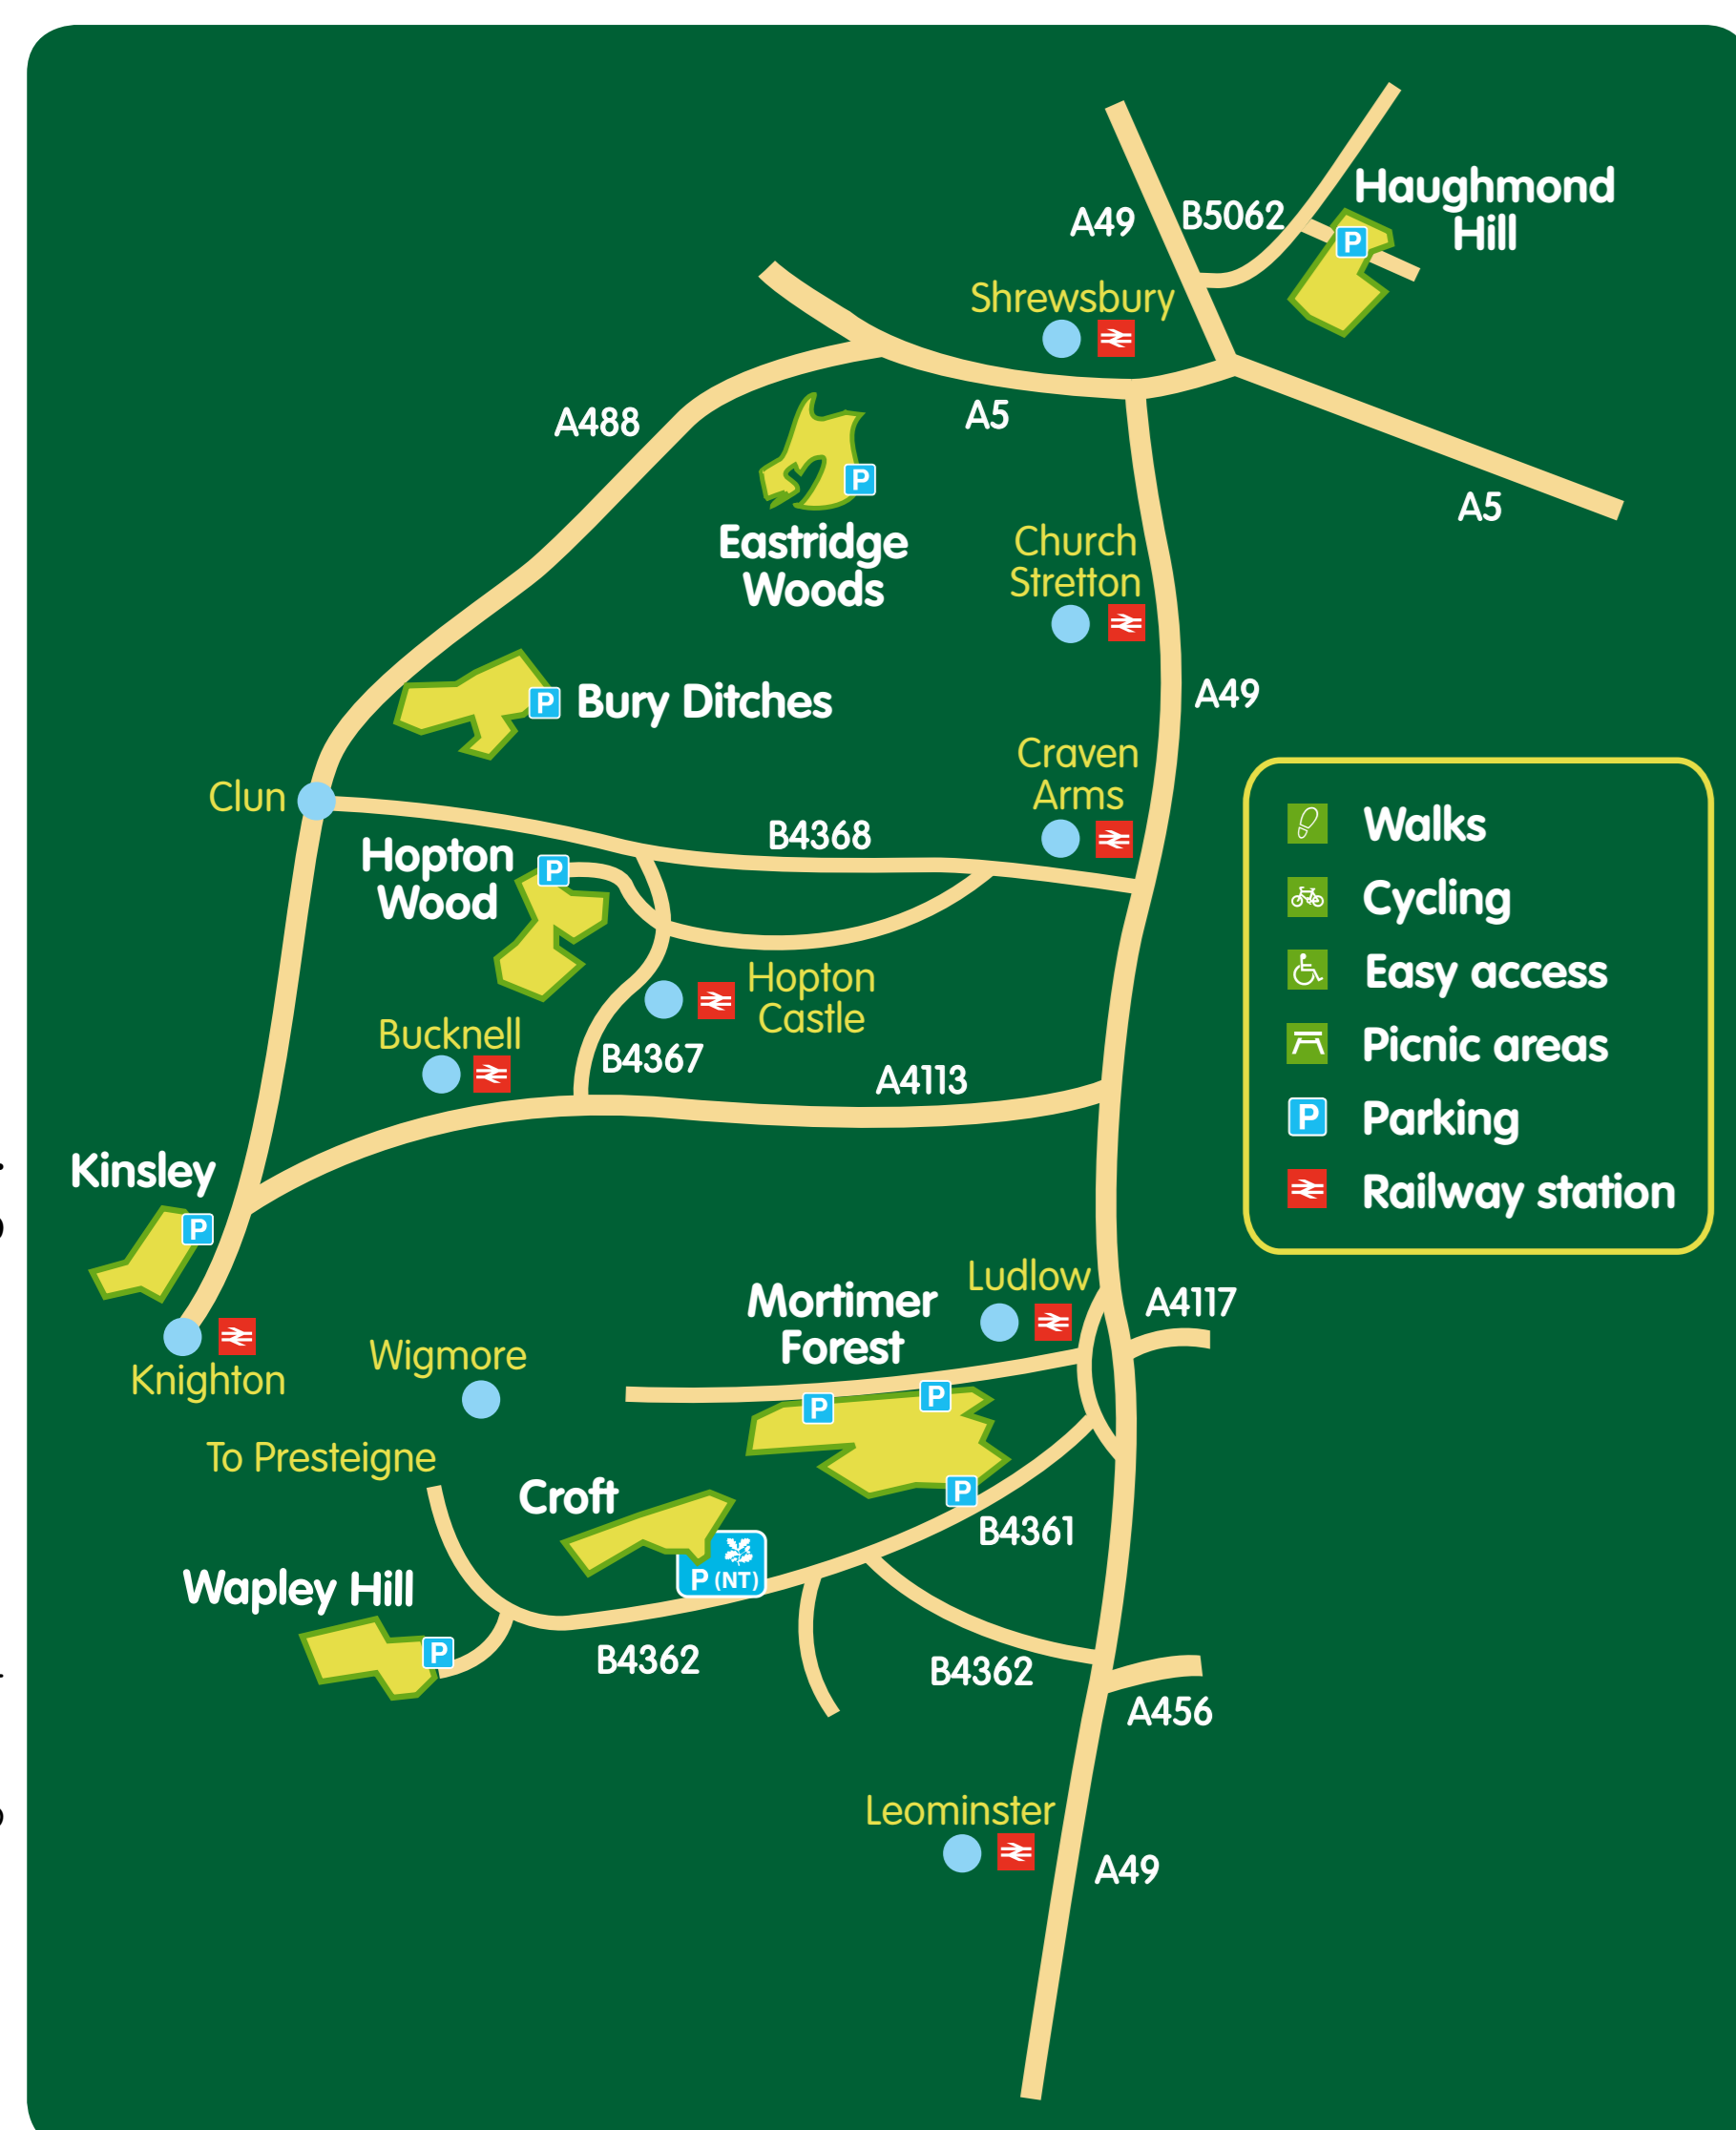 Haughmond
Hill
A49
B5062
P
Shrewsbury
A488
A5
P
A5
Eastridge
Woods
Church
Stretton
P
Bury Ditches
A49
Craven
Arms
Clun
B4368
Hopton
Wood
P
Hopton
Castle
Bucknell
B4367
A4113
Kinsley
P
Knighton
Walks
Cycling
Easy access
Picnic areas
P
Parking
Railway station
Ludlow
A4117
Mortimer
Forest
Wigmore
P
P
To Presteigne
P
Croft
B4361
P (NT)
Wapley Hill
P
B4362
B4362
A456
Leominster
A49